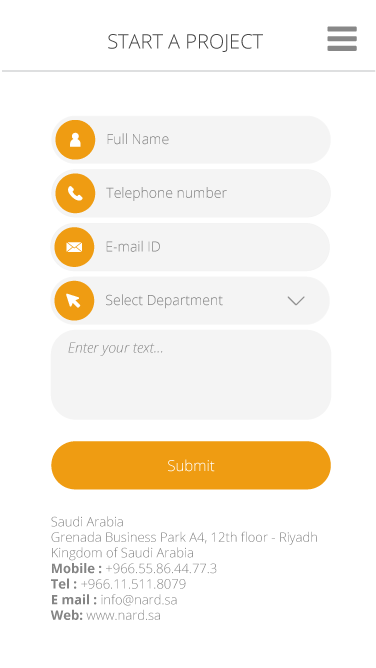 START A PROJECT
Full Name
Telephone number
E-mail ID
Select Department
Enter your text...
Submit
Saudi Arabia
Grenada Business Park A4, 12th floor - Riyadh
Kingdom of Saudi Arabia
Mobile : +966.55.86.44.77.3
Tel : +966.11.511.8079
E mail : info@nard.sa
Web: www.nard.sa